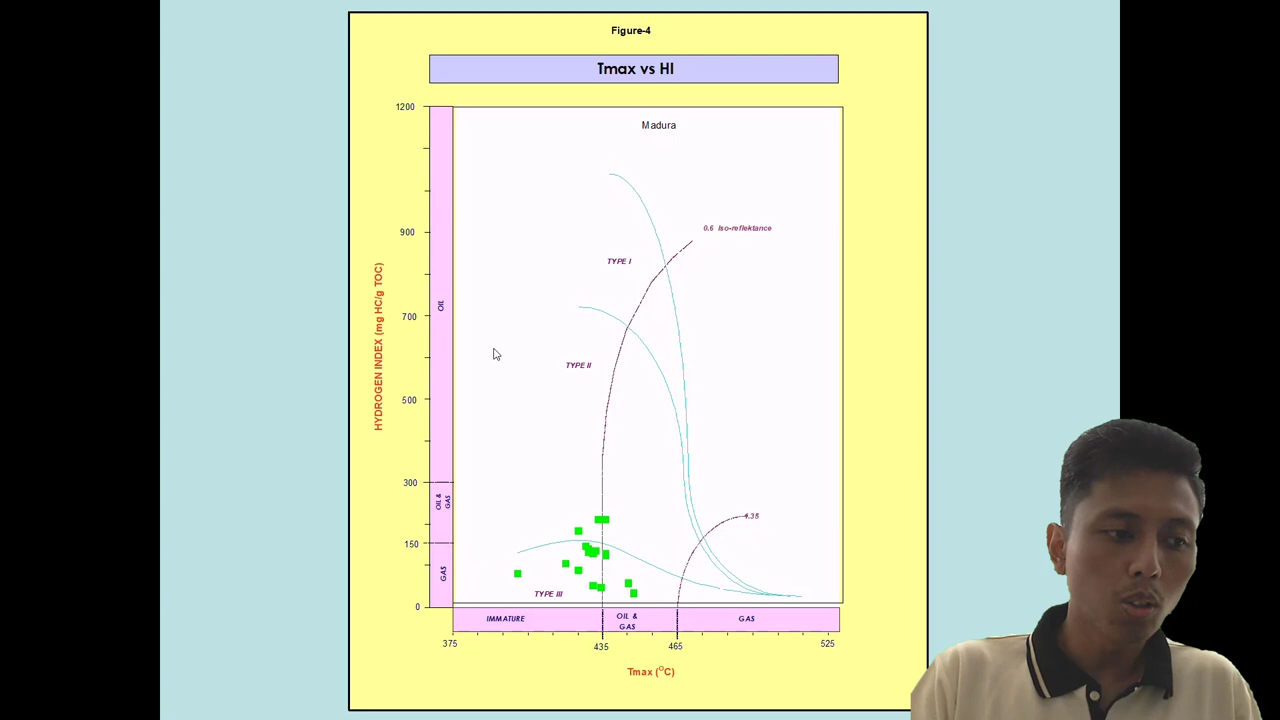 Figure-4
Tmax vs HI
Madura
1200
900
700
500
300
150
0
HYDROGEN INDEX (mg HC/g TOC)
OIL
OIL &
GAS
GAS
0.6 Iso-reflektance
TYPE I
TYPE II
TYPE III
4.35
IMMATURE
OIL &
GAS
GAS
375
435
465
525
Tmax (OC)